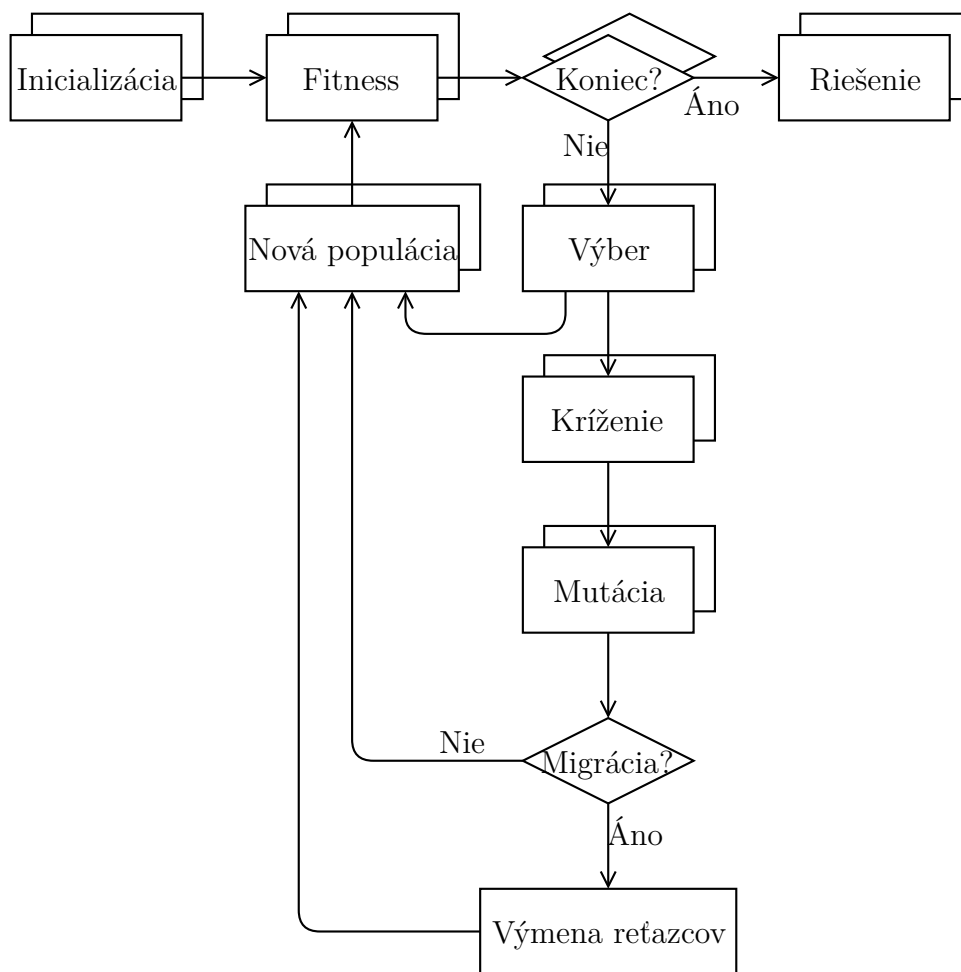 Inicializácia
Fitness
Koniec?
Riešenie
Áno
Nie
Nová populácia
Výber
Kríženie
Mutácia
Nie
Migrácia?
Áno
Výmena reťazcov